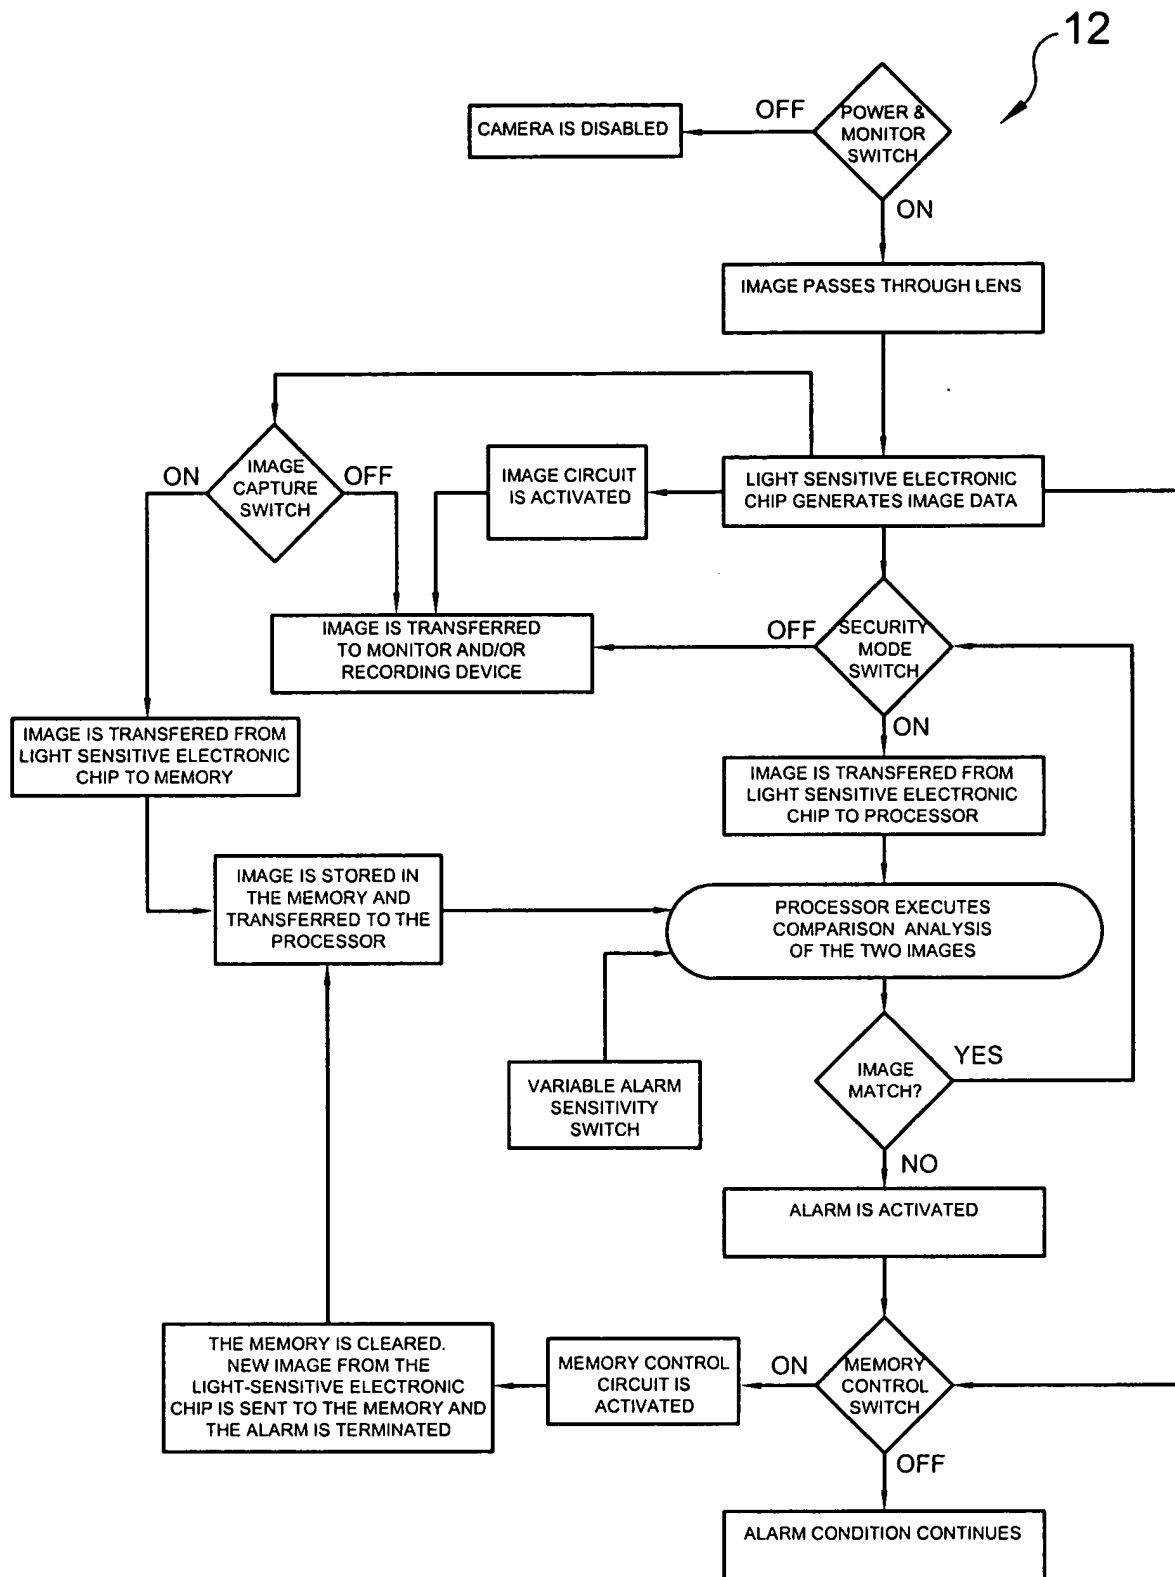 12
POWER &
MONITOR
SWITCH
OFF
CAMERA IS DISABLED
ON
IMAGE PASSES THROUGH LENS
LIGHT SENSITIVE ELECTRONIC
CHIP GENERATES IMAGE DATA
IMAGE CIRCUIT
IS ACTIVATED
IMAGE
CAPTURE
SWITCH
ON
OFF
IMAGE IS TRANSFERRED
TO MONITOR AND/OR
RECORDING DEVICE
OFF
SECURITY
MODE
SWITCH
ON
IMAGE IS TRANSFERED FROM
LIGHT SENSITIVE ELECTRONIC
CHIP TO MEMORY
IMAGE IS TRANSFERED FROM
LIGHT SENSITIVE ELECTRONIC
CHIP TO PROCESSOR
IMAGE IS STORED IN
THE MEMORY AND
TRANSFERRED TO THE
PROCESSOR
PROCESSOR EXECUTES
COMPARISON ANALYSIS
OF THE TWO IMAGES
VARIABLE ALARM
SENSITIVITY
SWITCH
IMAGE
MATCH?
YES
NO
ALARM IS ACTIVATED
THE MEMORY IS CLEARED.
NEW IMAGE FROM THE
LIGHT-SENSITIVE ELECTRONIC
CHIP IS SENT TO THE MEMORY AND
THE ALARM IS TERMINATED
MEMORY CONTROL
CIRCUIT IS
ACTIVATED
ON
MEMORY
CONTROL
SWITCH
OFF
ALARM CONDITION CONTINUES